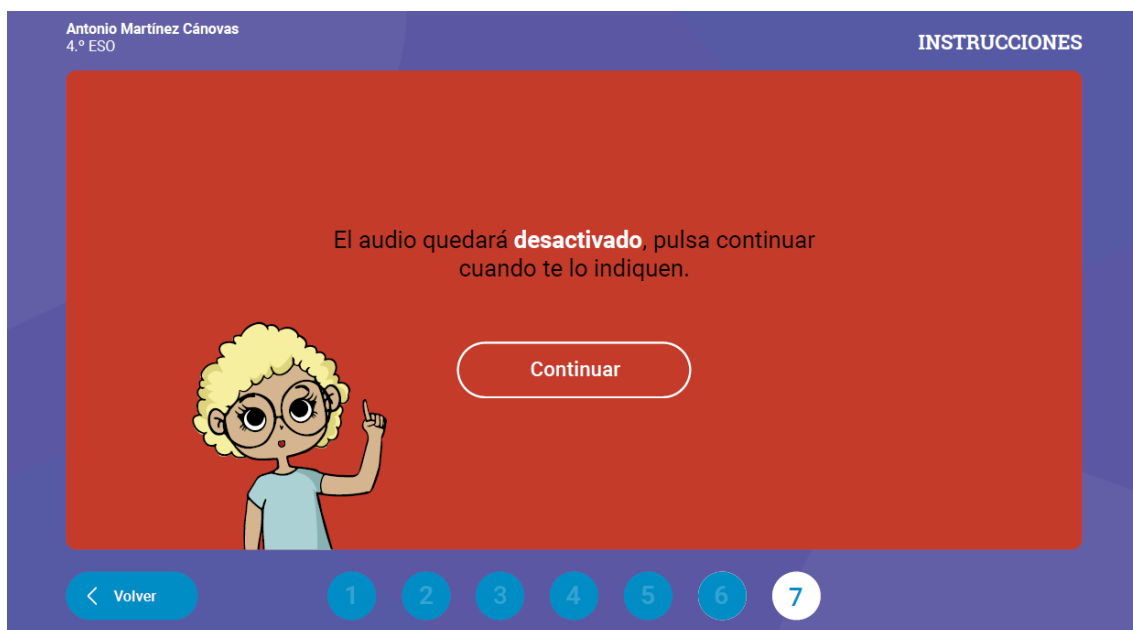 Antonio Martínez Cánovas
4.º ESO
INSTRUCCIONES
El audio quedará desactivado, pulsa continuar
cuando te lo indiquen.
Continuar
Volver
1 2 3 4 5 6 7